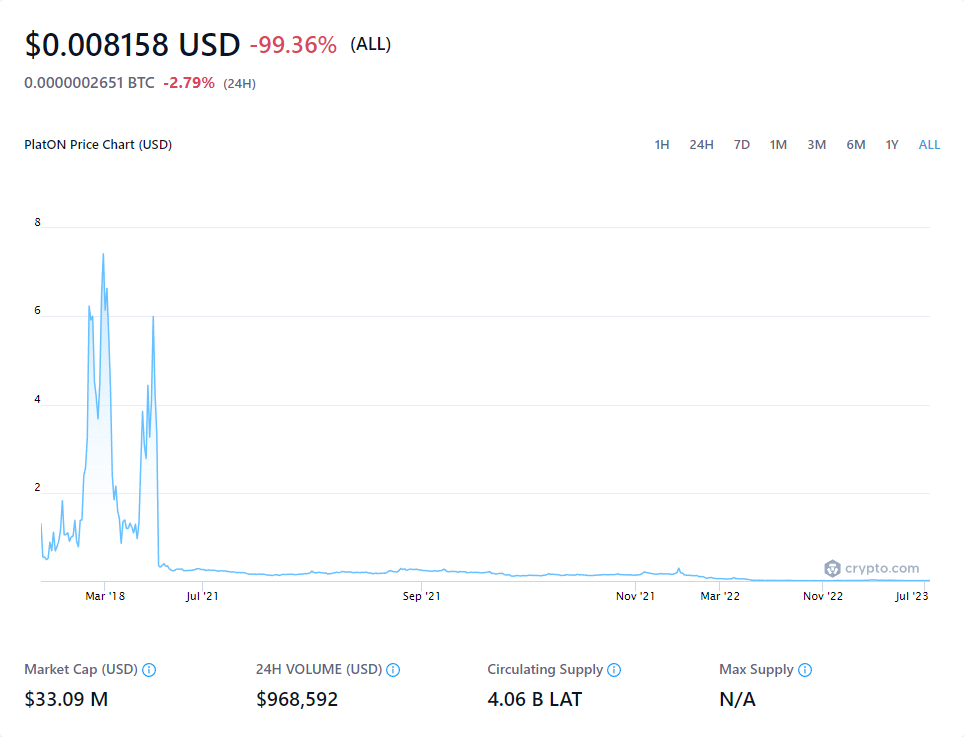 $0.008158 USD -99.36% (ALL)
0.0000002651 BTC -2.79% (24H)
PlatON Price Chart (USD) 1H 24H 7D 1M 3M 6M 1Y ALL
8
6
4
2
crypto.com
Mar '18 Jul '21 Sep '21 Nov '21 Mar '22 Nov '22 Jul '23
Market Cap (USD) 24H VOLUME (USD) Circulating Supply Max Supply
$33.09 M $968,592 4.06 B LAT N/A